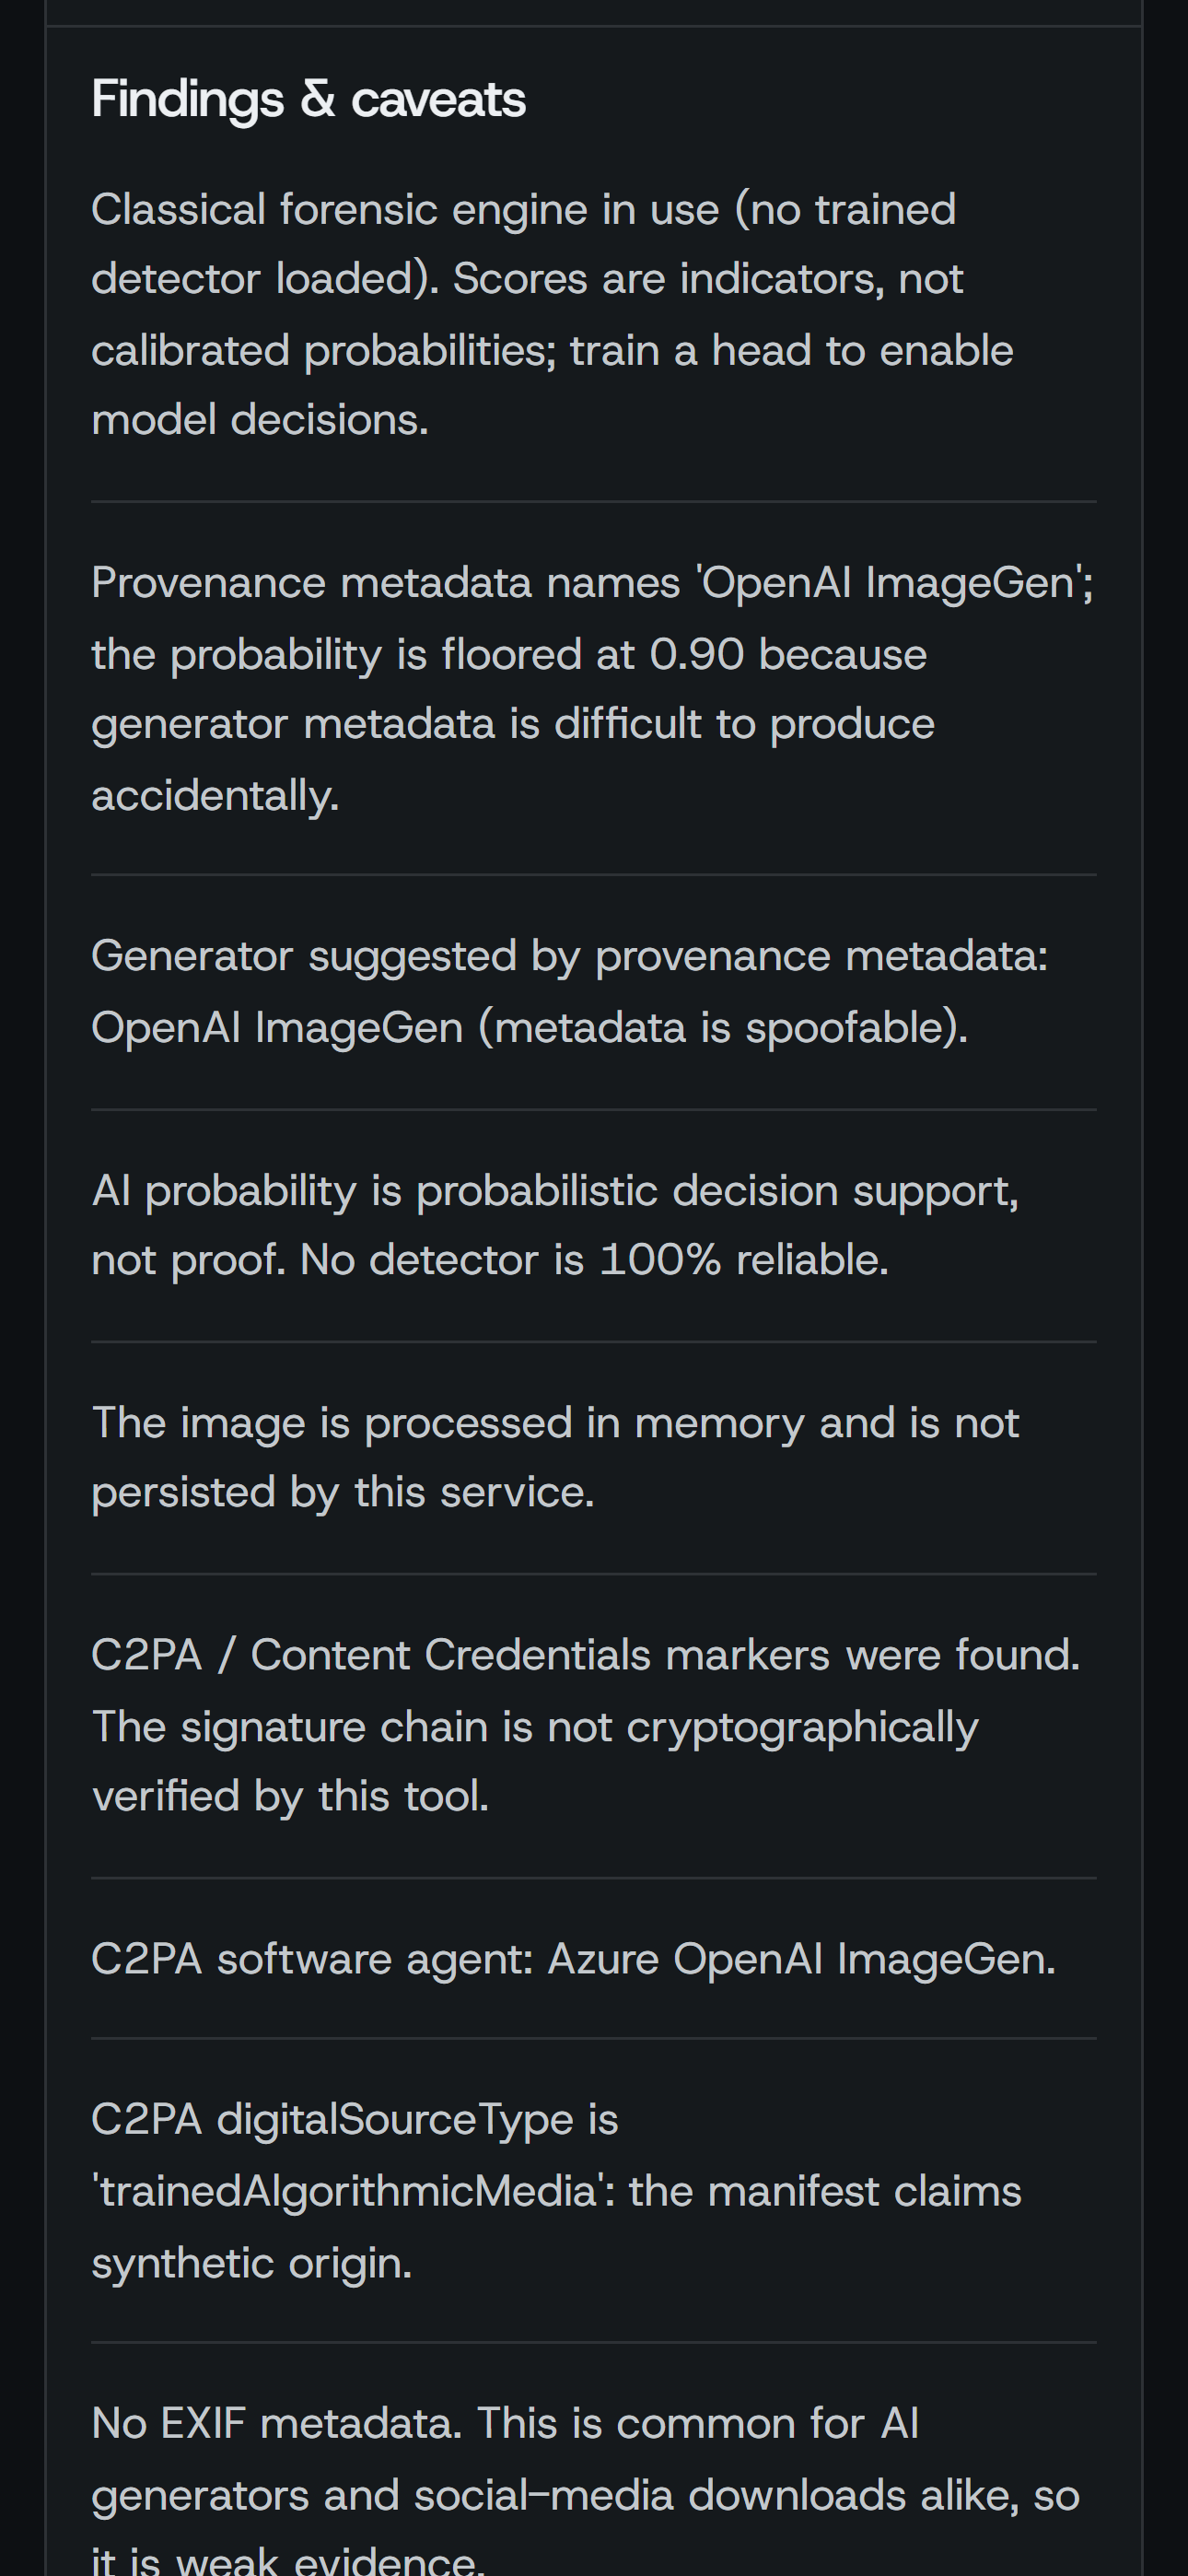 Findings & caveats
Classical forensic engine in use (no trained
detector loaded). Scores are indicators, not
calibrated probabilities; train a head to enable
model decisions.
Provenance metadata names 'OpenAI ImageGen';
the probability is floored at 0.90 because
generator metadata is difficult to produce
accidentally.
Generator suggested by provenance metadata:
OpenAI ImageGen (metadata is spoofable).
AI probability is probabilistic decision support,
not proof. No detector is 100% reliable.
The image is processed in memory and is not
persisted by this service.
C2PA / Content Credentials markers were found.
The signature chain is not cryptographically
verified by this tool.
C2PA software agent: Azure OpenAI ImageGen.
C2PA digitalSourceType is
'trainedAlgorithmicMedia': the manifest claims
synthetic origin.
No EXIF metadata. This is common for AI
generators and social-media downloads alike, so
it is weak evidence.